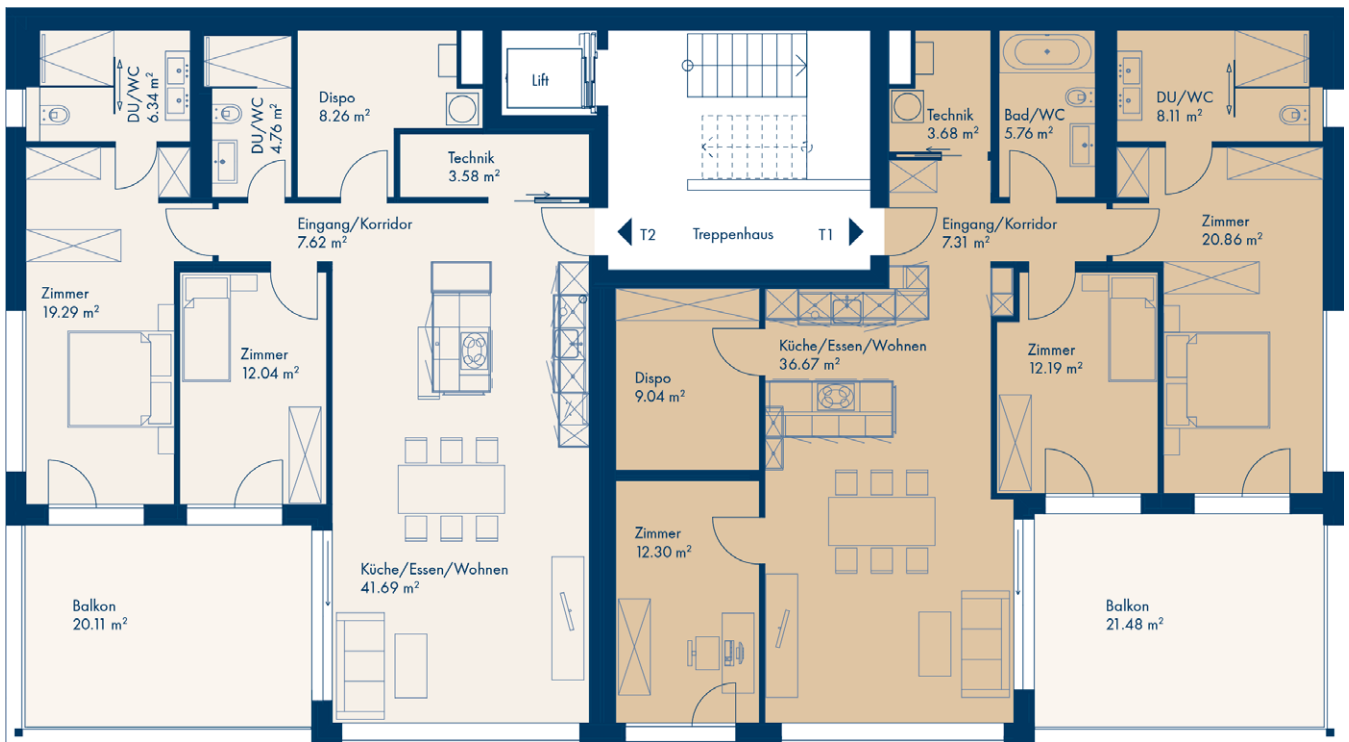 DU/WC
6.34 m²
DU/WC
4.76 m²
Dispo
8.26 m²
Lift
Technik
3.58 m²
Technik
3.68 m²
Bad/WC
5.76 m²
DU/WC
8.11 m²
Eingang/Korridor
7.62 m²
T2
Treppenhaus
T1
Eingang/Korridor
7.31 m²
Zimmer
20.86 m²
Zimmer
19.29 m²
Zimmer
12.04 m²
Küche/Essen/Wohnen
36.67 m²
Zimmer
12.19 m²
Dispo
9.04 m²
Zimmer
12.30 m²
Küche/Essen/Wohnen
41.69 m²
Balkon
20.11 m²
Balkon
21.48 m²